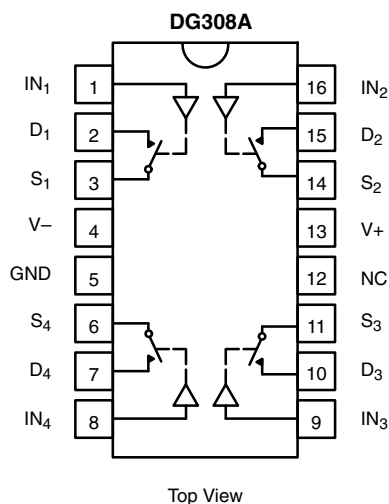 DG308A
IN1 1 16 IN2
D1 2 15 D2
S1 3 14 S2
V– 4 13 V+
GND 5 12 NC
S4 6 11 S3
D4 7 10 D3
IN4 8 9 IN3
Top View